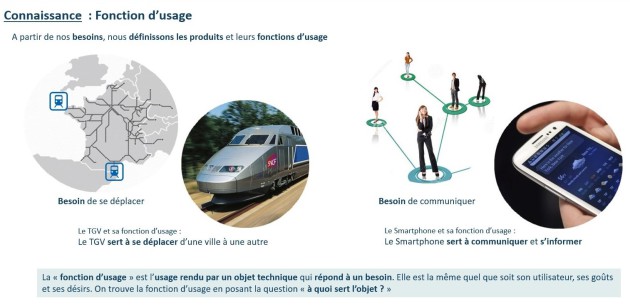 Connaissance : Fonction d’usage
A partir de nos besoins, nous définissons les produits et leurs fonctions d’usage
SNCF
Besoin de se déplacer
Besoin de communiquer
Le TGV et sa fonction d’usage :
Le TGV sert à se déplacer d’une ville à une autre
Le Smartphone et sa fonction d’usage :
Le Smartphone sert à communiquer et s’informer
La « fonction d’usage » est l’usage rendu par un objet technique qui répond à un besoin. Elle est la même quel que soit son utilisateur, ses goûts
et ses désirs. On trouve la fonction d’usage en posant la question « à quoi sert l’objet ? »